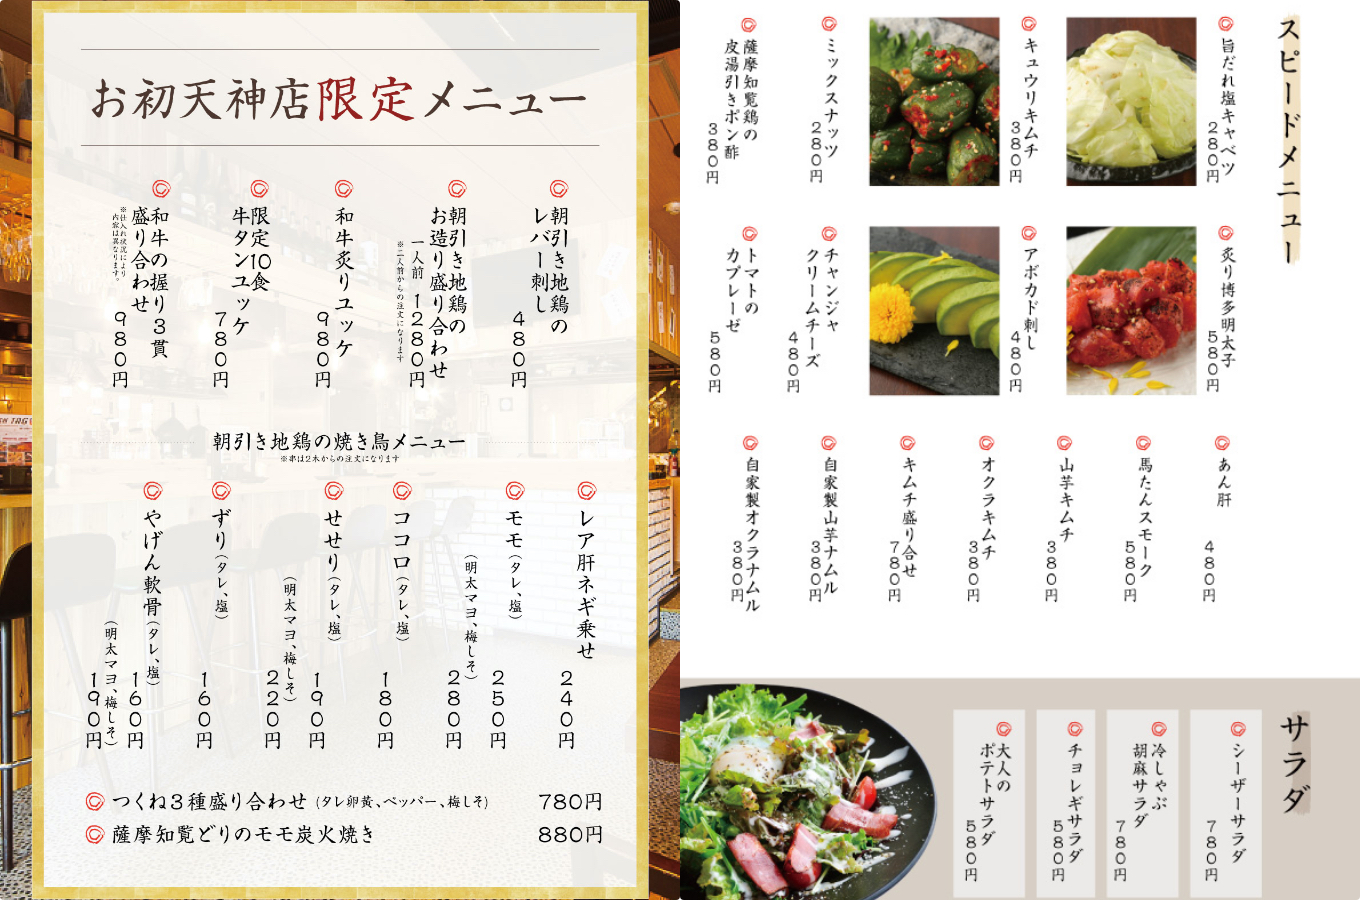 お初天神店限定メニュー
朝引き地鶏の
レバー刺し
480円
朝引き地鶏の
お造り盛り合わせ
一人前 1280円
※二人前からの注文になります
和牛炙りユッケ
980円
限定10食
牛タンユッケ
780円
和牛の握り3貫
盛り合わせ
※仕入れ状況により
内容は異なります。
980円
朝引き地鶏の焼き鳥メニュー
※串は2本からの注文になります
レア肝ネギ乗せ
240円
モモ(タレ、塩)
250円
(明太マヨ、梅しそ)
280円
ココロ(タレ、塩)
180円
せせり(タレ、塩)
190円
(明太マヨ、梅しそ)
220円
ずり(タレ、塩)
160円
やげん軟骨(タレ、塩)
160円
(明太マヨ、梅しそ)
190円
つくね3種盛り合わせ(タレ卵黄、ペッパー、梅しそ) 780円
薩摩知覧どりのモモ炭火焼き 880円
スピードメニュー
旨だれ塩キャベツ
280円
キュウリキムチ
380円
ミックスナッツ
280円
薩摩知覧鶏の
皮湯引きポン酢
380円
炙り博多明太子
580円
アボカド刺し
480円
チャンジャ
クリームチーズ
480円
トマトの
カプレーゼ
580円
あん肝
480円
馬たんスモーク
580円
山芋キムチ
380円
オクラキムチ
380円
キムチ盛り合せ
780円
自家製山芋ナムル
380円
自家製オクラナムル
380円
サラダ
シーザーサラダ
780円
冷しゃぶ
胡麻サラダ
780円
チョレギサラダ
580円
大人の
ポテトサラダ
580円